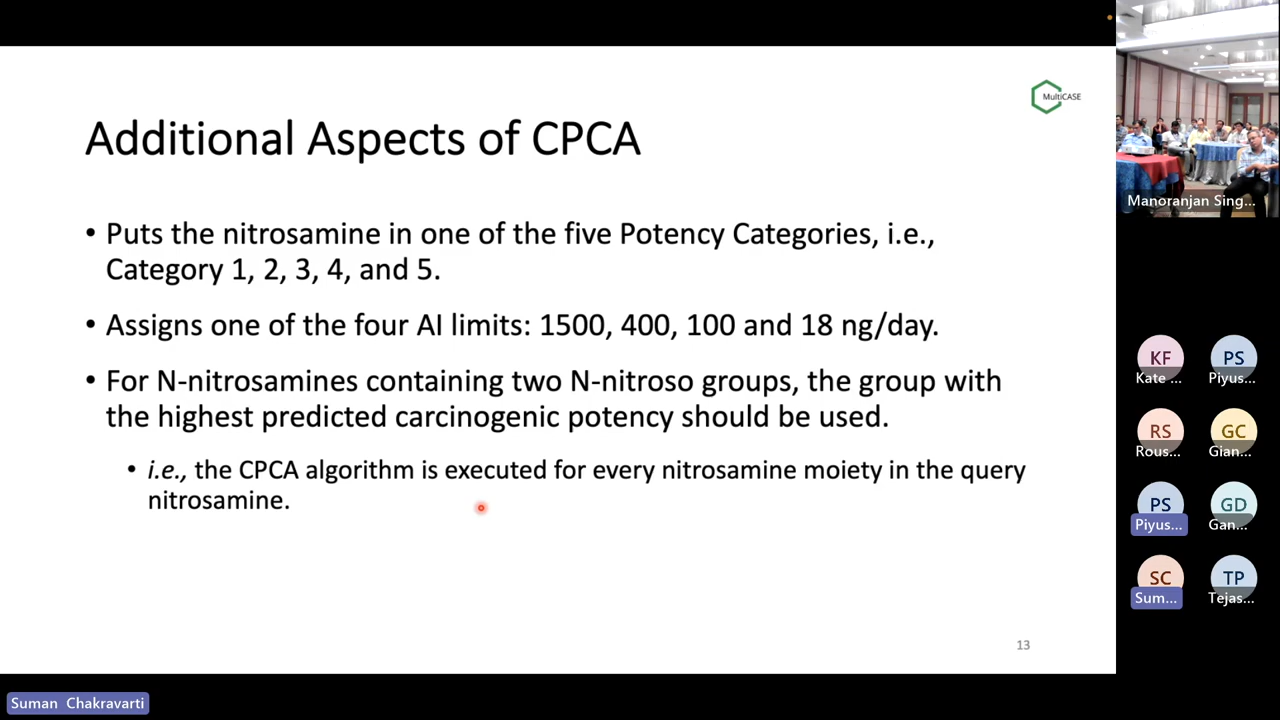 MultiCASE
Additional Aspects of CPCA
• Puts the nitrosamine in one of the five Potency Categories, i.e.,
Category 1, 2, 3, 4, and 5.
• Assigns one of the four AI limits: 1500, 400, 100 and 18 ng/day.
• For N-nitrosamines containing two N-nitroso groups, the group with
the highest predicted carcinogenic potency should be used.
• i.e., the CPCA algorithm is executed for every nitrosamine moiety in the query
nitrosamine.
13
Suman Chakravarti
Manoranjan Sing...
KF
Kate ...
PS
Piyus...
RS
Rous...
GC
Gian...
PS
Piyus...
GD
Gan...
SC
Sum...
TP
Tejas...